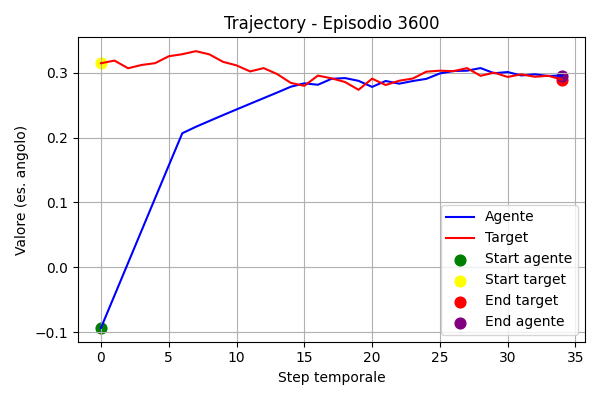 Trajectory - Episodio 3600
Valore (es. angolo)
0.3
0.2
0.1
0.0
−0.1
0
5
10
15
20
25
30
35
Step temporale
Agente
Target
Start agente
Start target
End target
End agente